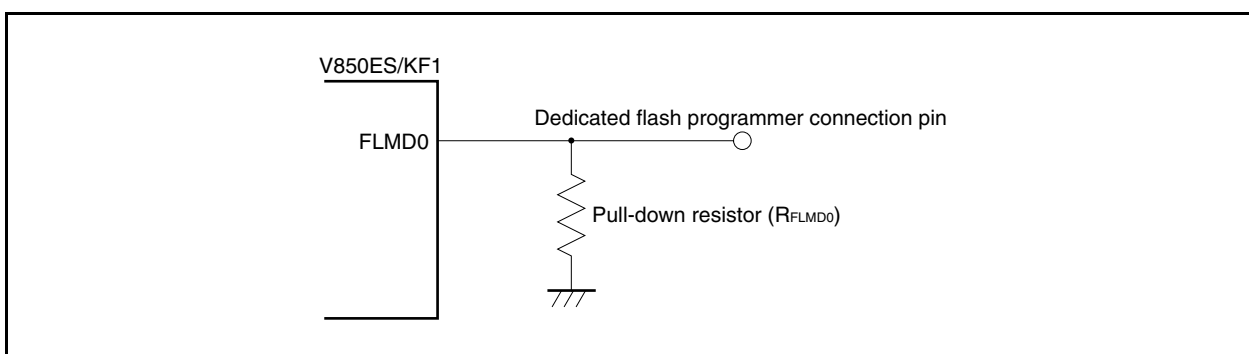 V850ES/KF1
Dedicated flash programmer connection pin
FLMD0
Pull-down resistor (RFLMD0)